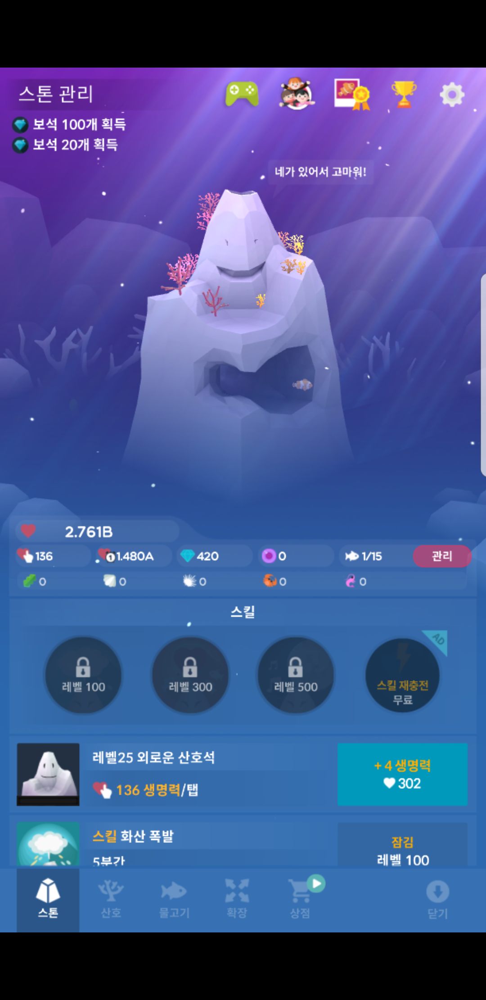 스톤 관리
보석 100개 획득
보석 20개 획득
네가 있어서 고마워!
2.761B
136
1
1.480A
420
0
1/15
관리
0
0
0
0
0
스킬
레벨 100
레벨 300
레벨 500
AD
스킬 재충전
무료
레벨25 외로운 산호석
136 생명력/탭
+ 4 생명력
302
스킬 화산 폭발
5분간
잠김
레벨 100
스톤
산호
물고기
확장
상점
닫기